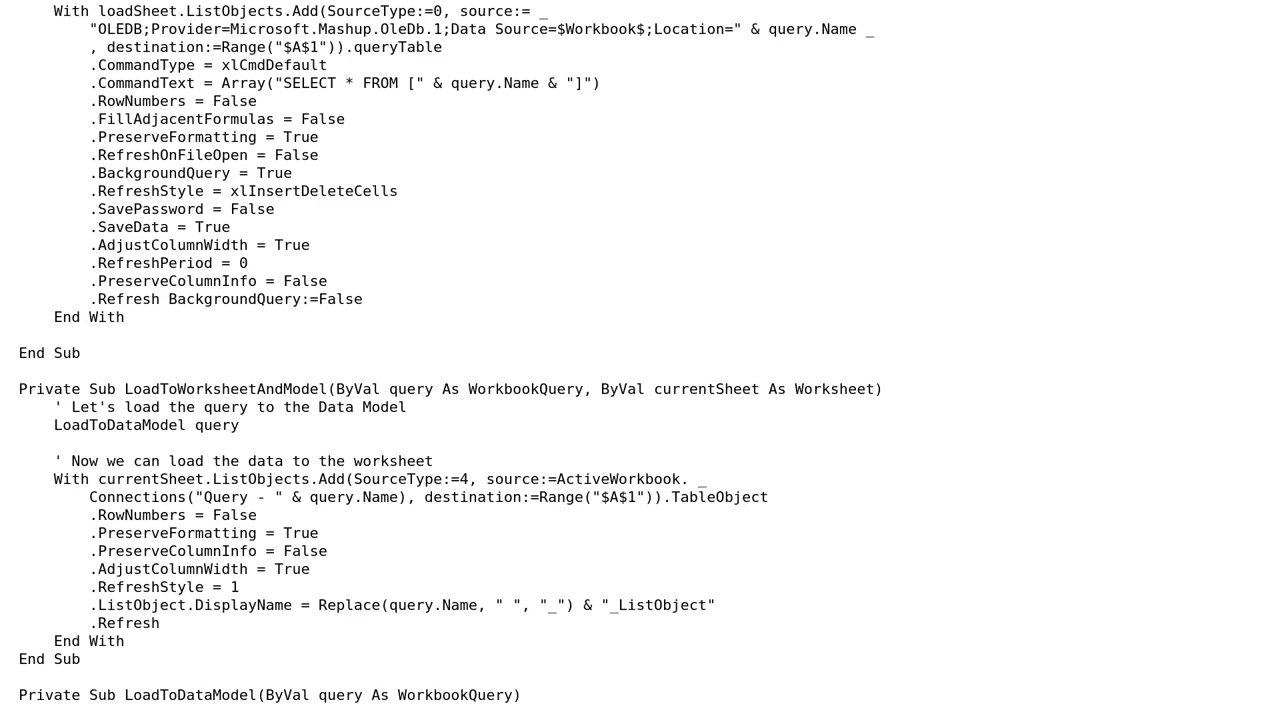 With loadSheet.ListObjects.Add(SourceType:=0, source:= _
"OLEDB;Provider=Microsoft.Mashup.OleDb.1;Data Source=$Workbook$;Location=" & query.Name _
, destination:=Range("$A$1")).queryTable
.CommandType = xlCmdDefault
.CommandText = Array("SELECT * FROM [" & query.Name & "]")
.RowNumbers = False
.FillAdjacentFormulas = False
.PreserveFormatting = True
.RefreshOnFileOpen = False
.BackgroundQuery = True
.RefreshStyle = xlInsertDeleteCells
.SavePassword = False
.SaveData = True
.AdjustColumnWidth = True
.RefreshPeriod = 0
.PreserveColumnInfo = False
.Refresh BackgroundQuery:=False
End With
End Sub
Private Sub LoadToWorksheetAndModel(ByVal query As WorkbookQuery, ByVal currentSheet As Worksheet)
' Let's load the query to the Data Model
LoadToDataModel query
' Now we can load the data to the worksheet
With currentSheet.ListObjects.Add(SourceType:=4, source:=ActiveWorkbook. _
Connections("Query - " & query.Name), destination:=Range("$A$1")).TableObject
.RowNumbers = False
.PreserveFormatting = True
.PreserveColumnInfo = False
.AdjustColumnWidth = True
.RefreshStyle = 1
.ListObject.DisplayName = Replace(query.Name, " ", "_") & "_ListObject"
.Refresh
End With
End Sub
Private Sub LoadToDataModel(ByVal query As WorkbookQuery)